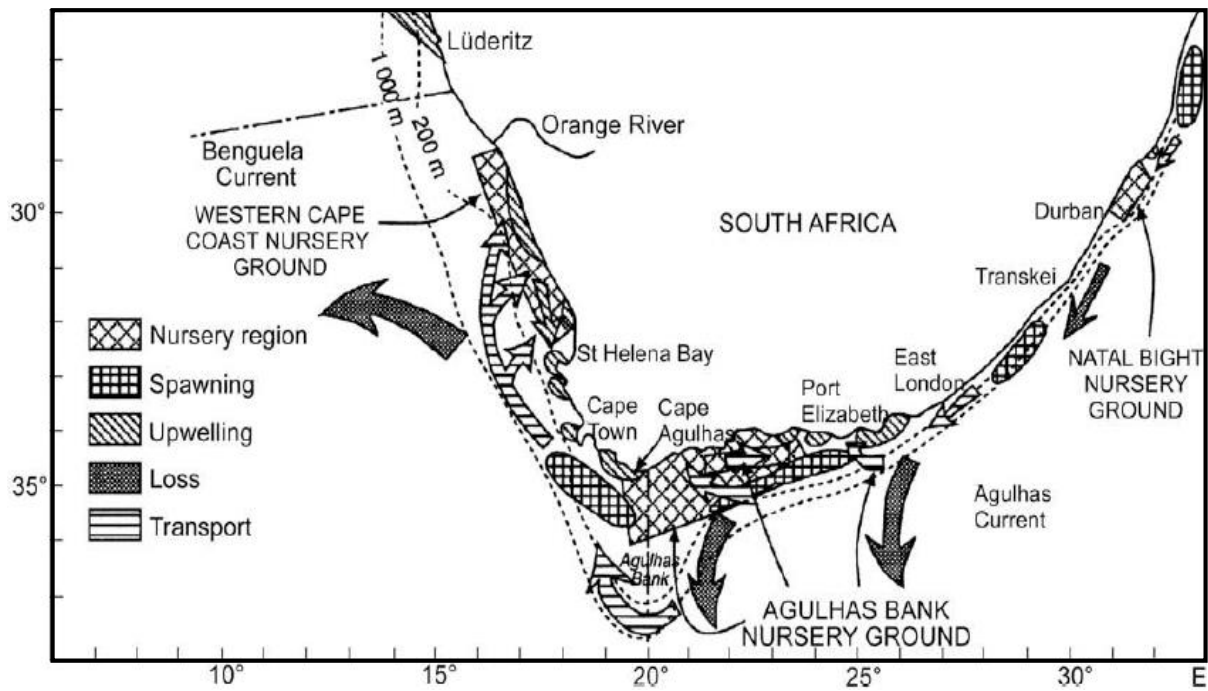 Lüderitz
1 000 m
200 m
Orange River
Benguela
Current
30°
WESTERN CAPE
COAST NURSERY
GROUND
SOUTH AFRICA
Durban
Transkei
Nursery region
Spawning
Upwelling
Loss
Transport
St Helena Bay
Cape
Town
Cape
Agulhas
Port
Elizabeth
East
London
NATAL BIGHT
NURSERY
GROUND
35°
Agulhas
Current
Agulhas
Bank
AGULHAS BANK
NURSERY GROUND
10°
15°
20°
25°
30°
E